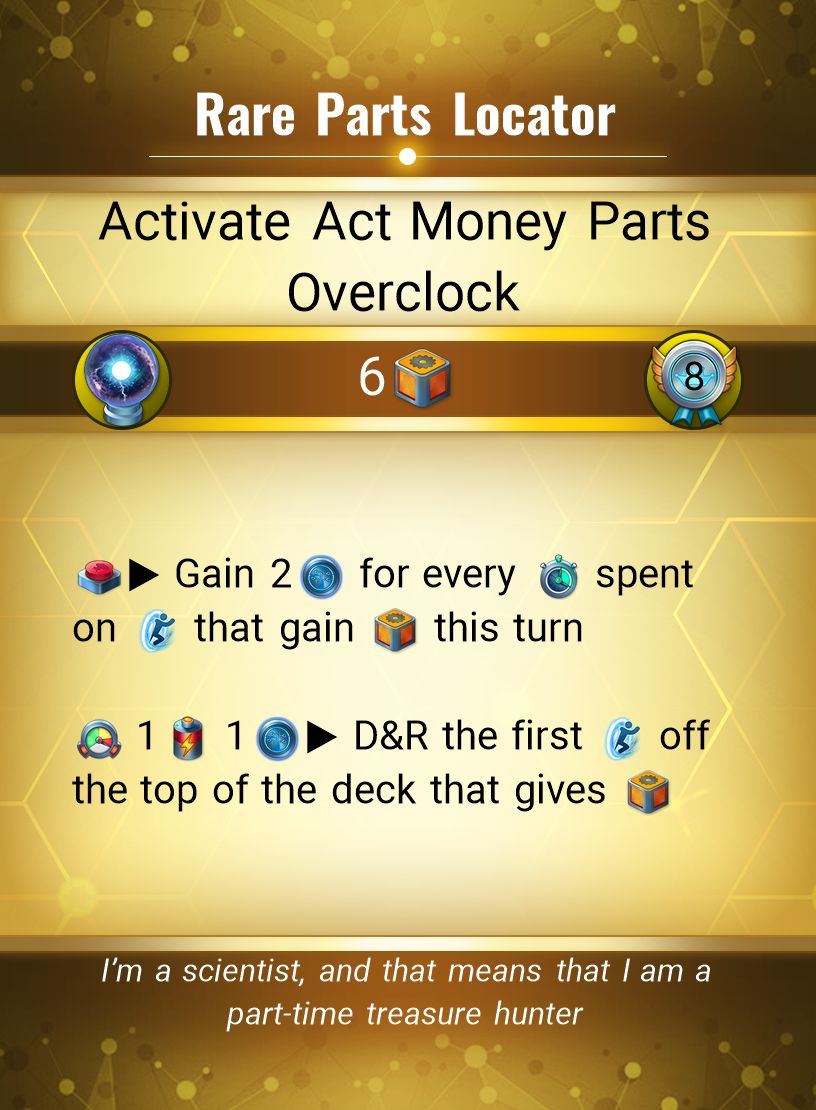 Rare Parts Locator
Activate Act Money Parts
Overclock
6
8
▶ Gain 2 for every spent
on that gain this turn
1 1 ▶ D&R the first off
the top of the deck that gives
I'm a scientist, and that means that I am a
part-time treasure hunter